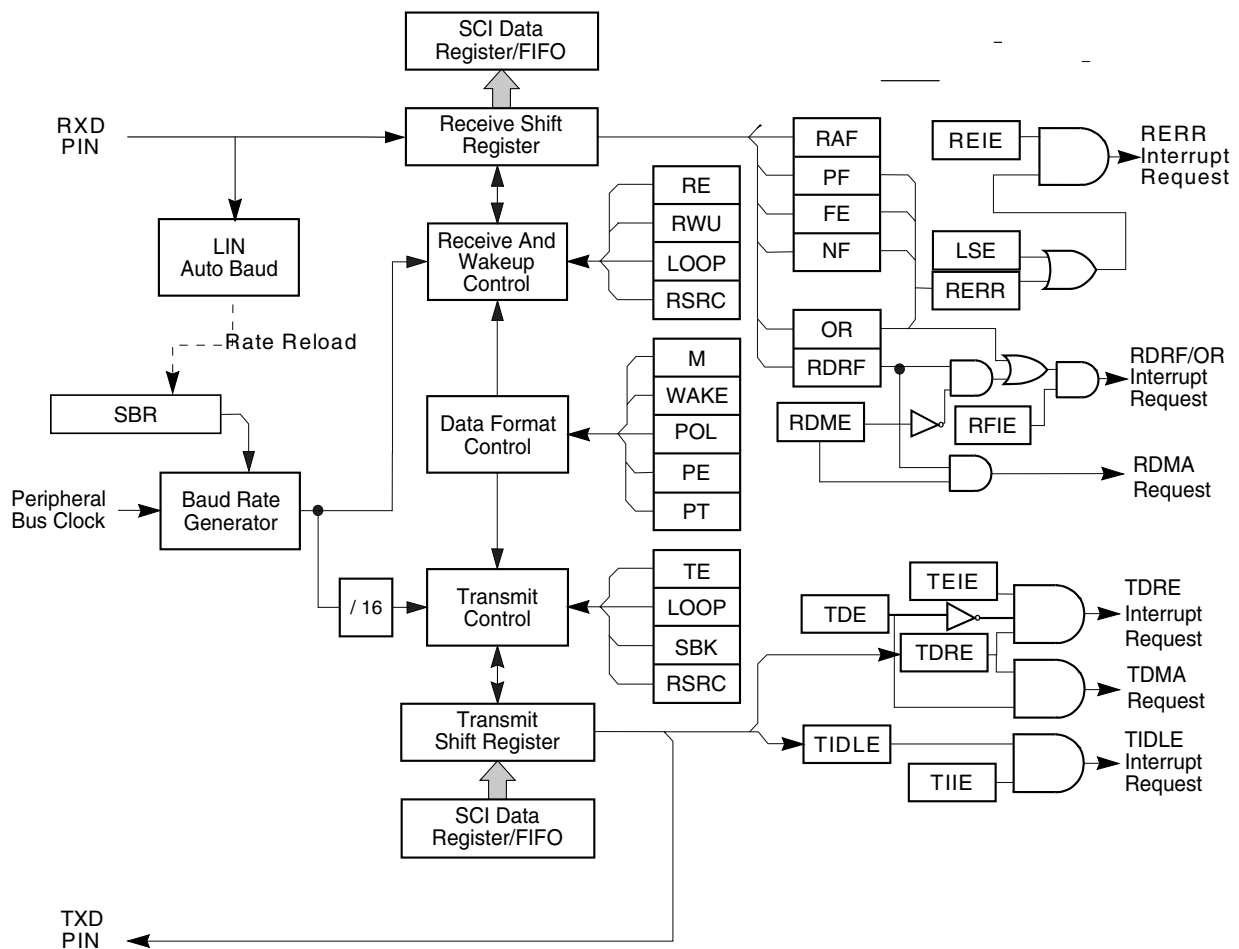 SCI Data
Register/FIFO
RXD
PIN
Receive Shift
Register
RAF
PF
FE
NF
REIE
RERR
Interrupt
Request
RE
RWU
LOOP
RSRC
LIN
Auto Baud
Receive And
Wakeup
Control
LSE
RERR
Rate Reload
OR
RDRF
RDRF/OR
Interrupt
Request
SBR
M
WAKE
POL
PE
PT
Data Format
Control
RDME
RFIE
RDMA
Request
Peripheral
Bus Clock
Baud Rate
Generator
/ 16
Transmit
Control
TE
LOOP
SBK
RSRC
TEIE
TDE
TDRE
TDRE
Interrupt
Request
TDMA
Request
Transmit
Shift Register
TIDLE
TIIE
TIDLE
Interrupt
Request
SCI Data
Register/FIFO
TXD
PIN